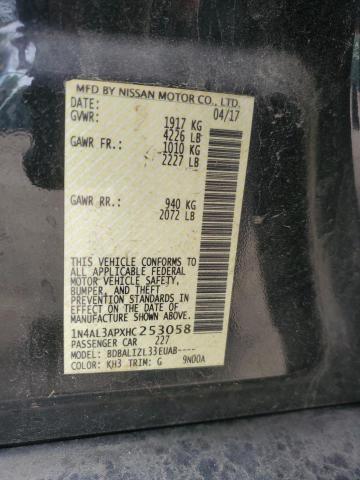 MFD BY NISSAN MOTOR CO., LTD.
DATE: 04/17
GVWR: 1917 KG
4226 LB
GAWR FR.: 1010 KG
2227 LB
GAWR RR.: 940 KG
2072 LB
THIS VEHICLE CONFORMS TO
ALL APPLICABLE FEDERAL
MOTOR VEHICLE SAFETY,
BUMPER, AND THEFT
PREVENTION STANDARDS
IN EFFECT ON THE DATE OF
MANUFACTURE SHOWN ABOVE.
1N4AL3APXHC253058
PASSENGER CAR 227
MODEL: BDBALIZL33EUAB----
COLOR: KH3 TRIM: G 9N00A